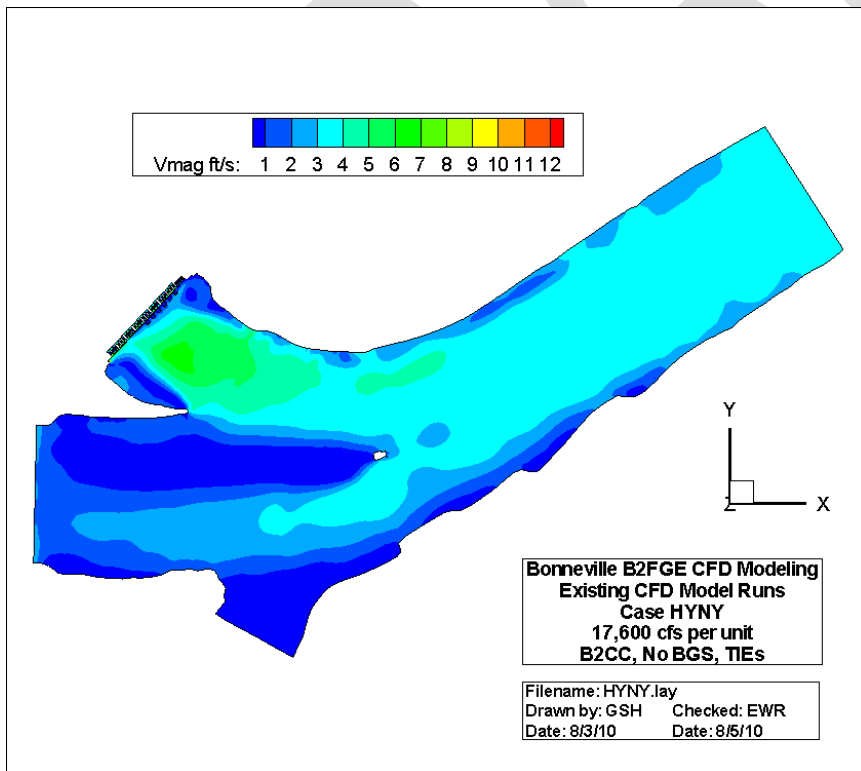 Vmag ft/s: 1 2 3 4 5 6 7 8 9 10 11 12
Y
Z
X
Bonneville B2FGE CFD Modeling
Existing CFD Model Runs
Case HYNY
17,600 cfs per unit
B2CC, No BGS, TIEs
Filename: HYNY.lay
Drawn by: GSH Checked: EWR
Date: 8/3/10 Date: 8/5/10